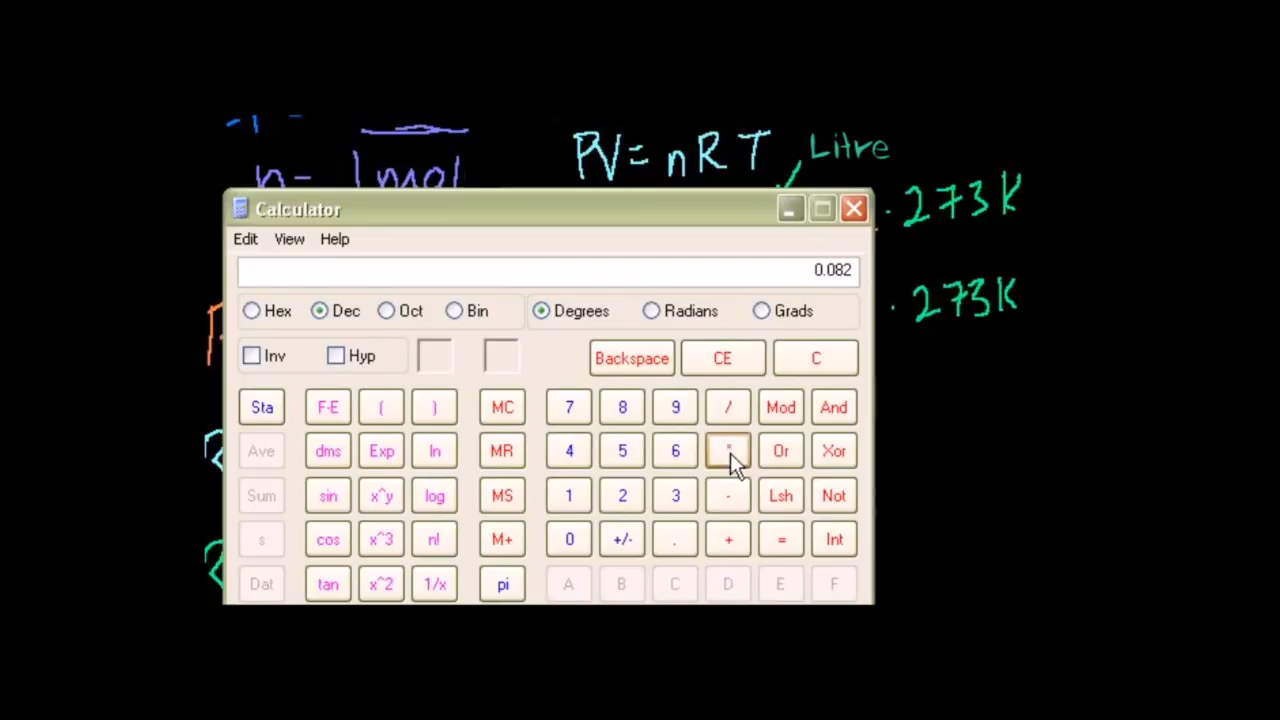 PV = nRT
Litre
n = 1 mol
· 273K
· 273K
Calculator
Edit View Help
0.082
Hex Dec Oct Bin Degrees Radians Grads
Inv Hyp Backspace CE C
Sta F-E ( ) MC 7 8 9 / Mod And
Ave dms Exp ln MR 4 5 6 * Or Xor
Sum sin x^y log MS 1 2 3 - Lsh Not
s cos x^3 n! M+ 0 +/- . + = Int
Dat tan x^2 1/x pi A B C D E F